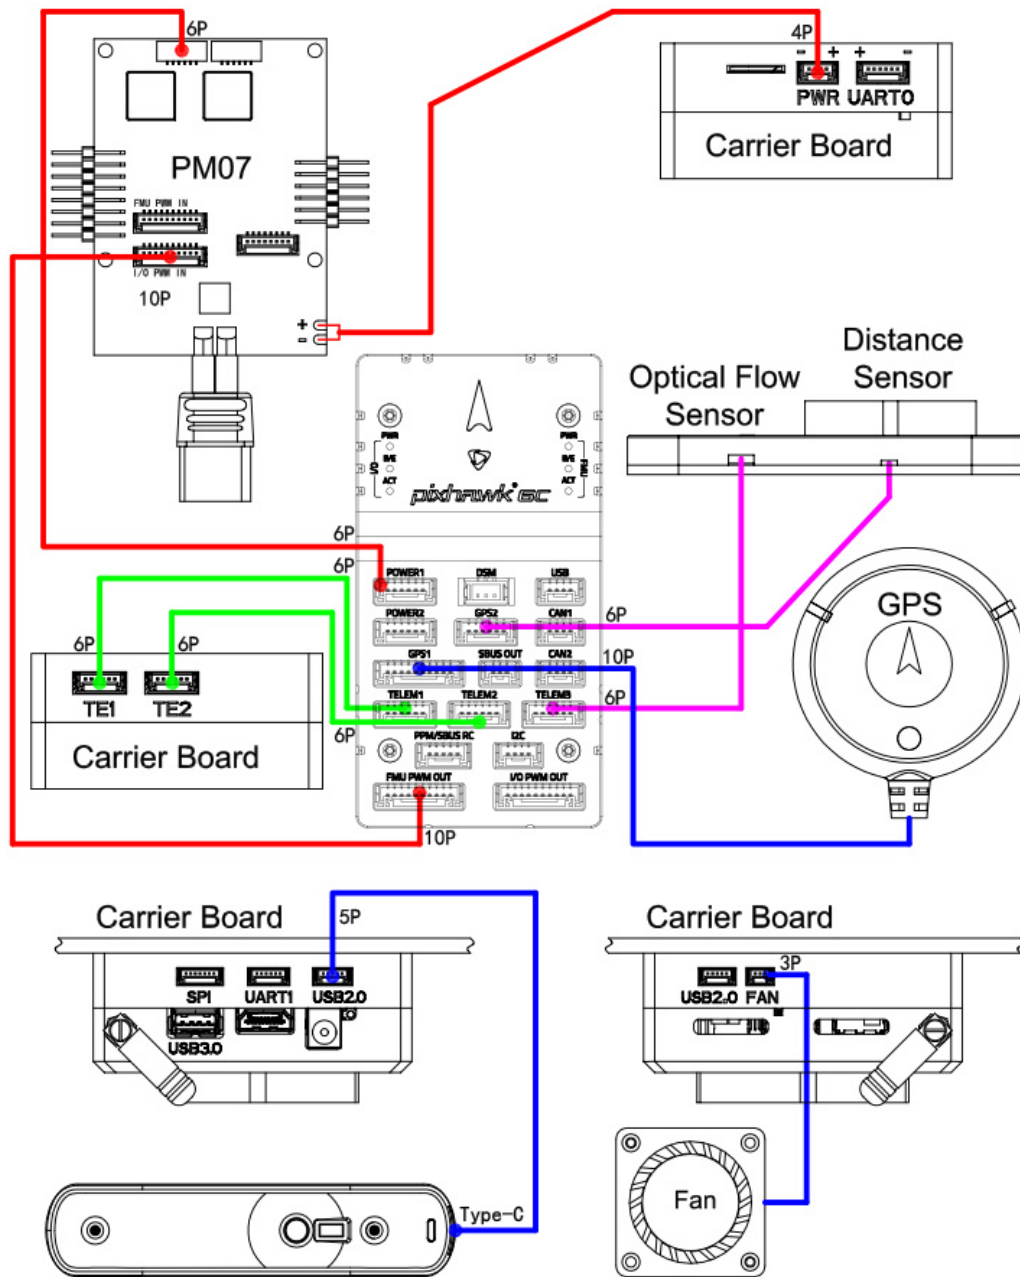 6P
4P
- + + -
PWR UART0
Carrier Board
PM07
FMU PWM IN
I/O PWM IN
10P
+
-
Distance
Sensor
Optical Flow
Sensor
PWR
B/E
ACT
I/O
PWR
B/E
ACT
FMU
pixhawk 6C
6P
6P
POWER1
DSM
USB
POWER2
GPS2
CAN1
6P
GPS1
SBUS OUT
CAN2
10P
TELEM1
TELEM2
TELEM3
6P
6P
PPM/SBUS RC
I2C
FMU PWM OUT
I/O PWM OUT
10P
6P
6P
TE1
TE2
Carrier Board
GPS
Carrier Board
5P
SPI
UART1
USB2.0
USB3.0
Type-C
Carrier Board
3P
USB2.0 FAN
Fan